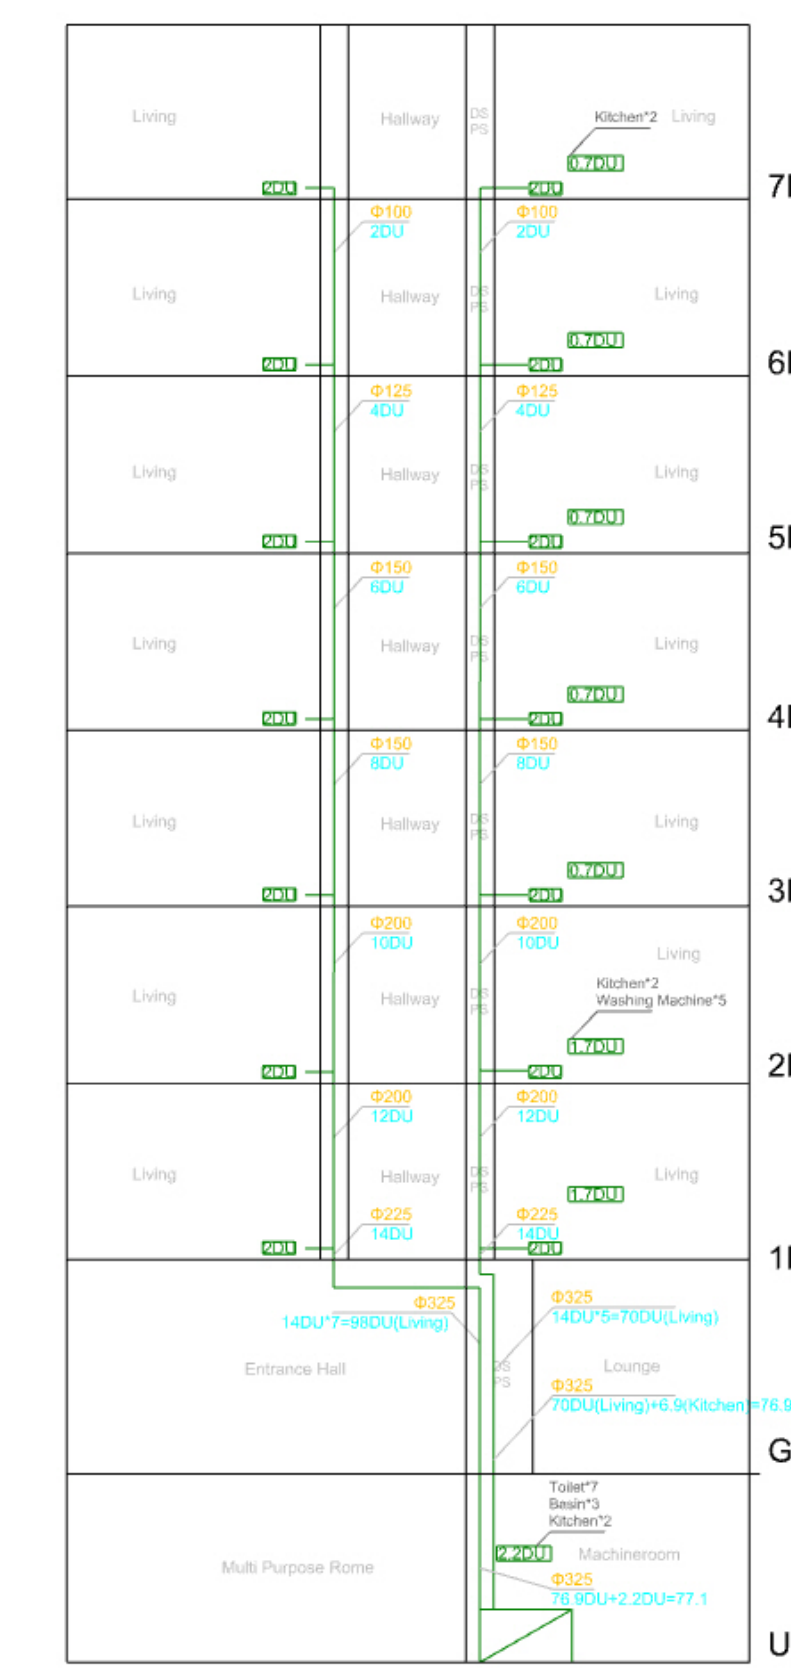 Living
Hallway
DS
PS
Kitchen*2
Living
0.7DU
2DU
2DU
7
Φ100
2DU
Φ100
2DU
Living
Hallway
DS
PS
Living
0.7DU
2DU
2DU
6
Φ125
4DU
Φ125
4DU
Living
Hallway
DS
PS
Living
0.7DU
2DU
2DU
5
Φ150
6DU
Φ150
6DU
Living
Hallway
DS
PS
Living
0.7DU
2DU
2DU
4
Φ150
8DU
Φ150
8DU
Living
Hallway
DS
PS
Living
0.7DU
2DU
2DU
3
Φ200
10DU
Φ200
10DU
Living
Living
Hallway
DS
PS
Kitchen*2
Washing Machine*5
1.7DU
2DU
2DU
2
Φ200
12DU
Φ200
12DU
Living
Hallway
DS
PS
Living
1.7DU
Φ225
14DU
Φ225
14DU
2DU
2DU
1
Φ325
14DU*7=98DU(Living)
Φ325
14DU*5=70DU(Living)
Entrance Hall
DS
PS
Lounge
Φ325
70DU(Living)+6.9(Kitchen)=76.9
G
Toilet*7
Basin*3
Kitchen*2
2.2DU
Machineroom
Multi Purpose Rome
Φ325
76.9DU+2.2DU=77.1
U